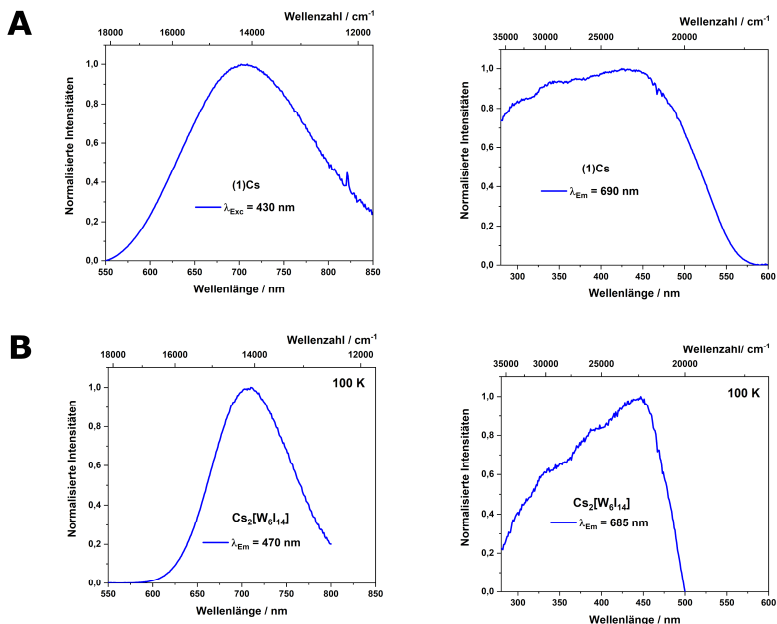 A
Wellenzahl / cm-1
18000 16000 14000 12000
Normalisierte Intensitäten
1,0
0,8
0,6
0,4
0,2
0,0
(1)Cs
λExc = 430 nm
550 600 650 700 750 800 850
Wellenlänge / nm
Wellenzahl / cm-1
35000 30000 25000 20000
Normalisierte Intensitäten
1,0
0,8
0,6
0,4
0,2
0,0
(1)Cs
λEm = 690 nm
300 350 400 450 500 550 600
Wellenlänge / nm
B
Wellenzahl / cm-1
18000 16000 14000 12000
Normalisierte Intensitäten
1,0
0,8
0,6
0,4
0,2
0,0
100 K
Cs2[W6I14]
λEm = 470 nm
550 600 650 700 750 800 850
Wellenlänge / nm
Wellenzahl/ cm-1
35000 30000 25000 20000
Normalisierte Intensitäten
1,0
0,8
0,6
0,4
0,2
0,0
100 K
Cs2[W6I14]
λEm = 685 nm
300 350 400 450 500 550 600
Wellenlänge / nm